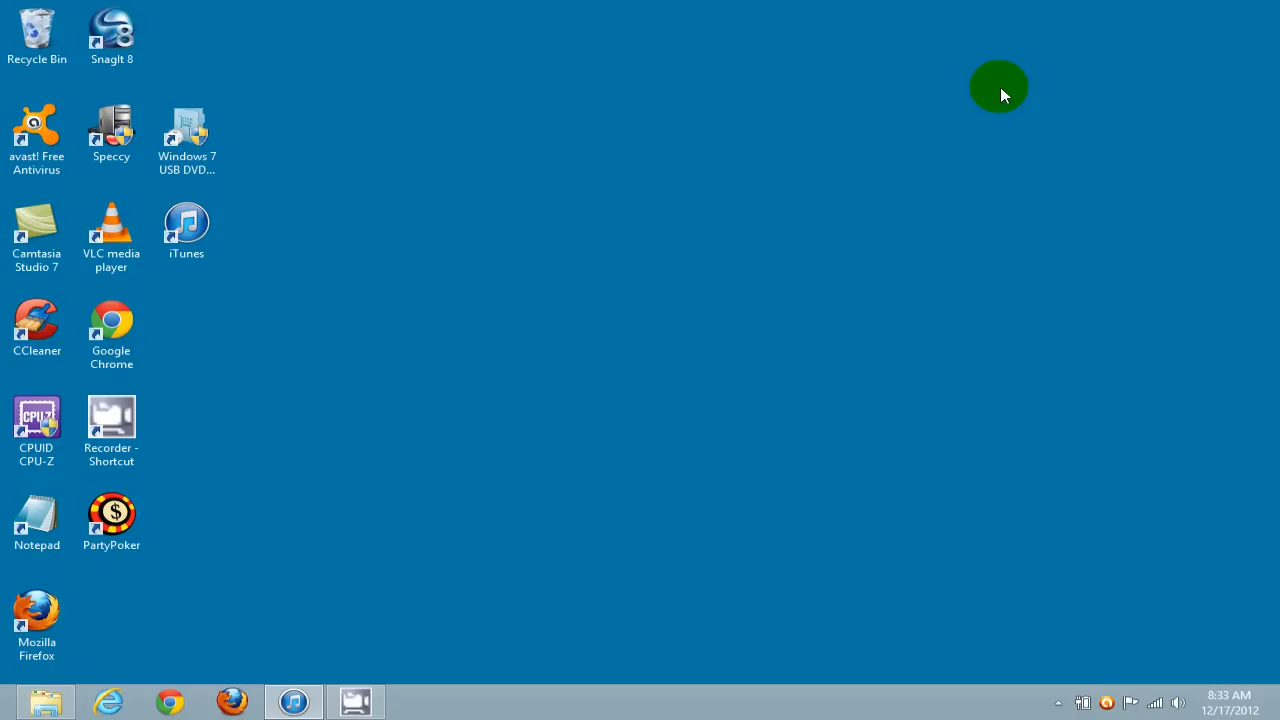 Recycle Bin
SnagIt 8
avast! Free
Antivirus
Speccy
Windows 7
USB DVD...
Camtasia
Studio 7
VLC media
player
iTunes
CCleaner
Google
Chrome
CPU-Z
CPUID
CPU-Z
Recorder -
Shortcut
Notepad
$
PartyPoker
Mozilla
Firefox
8:33 AM
12/17/2012